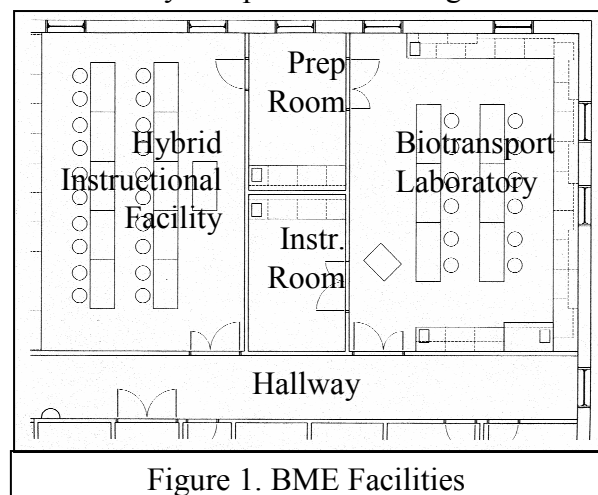 Prep
Room
Hybrid
Instructional
Facility
Biotransport
Laboratory
Instr.
Room
Hallway
Figure 1. BME Facilities